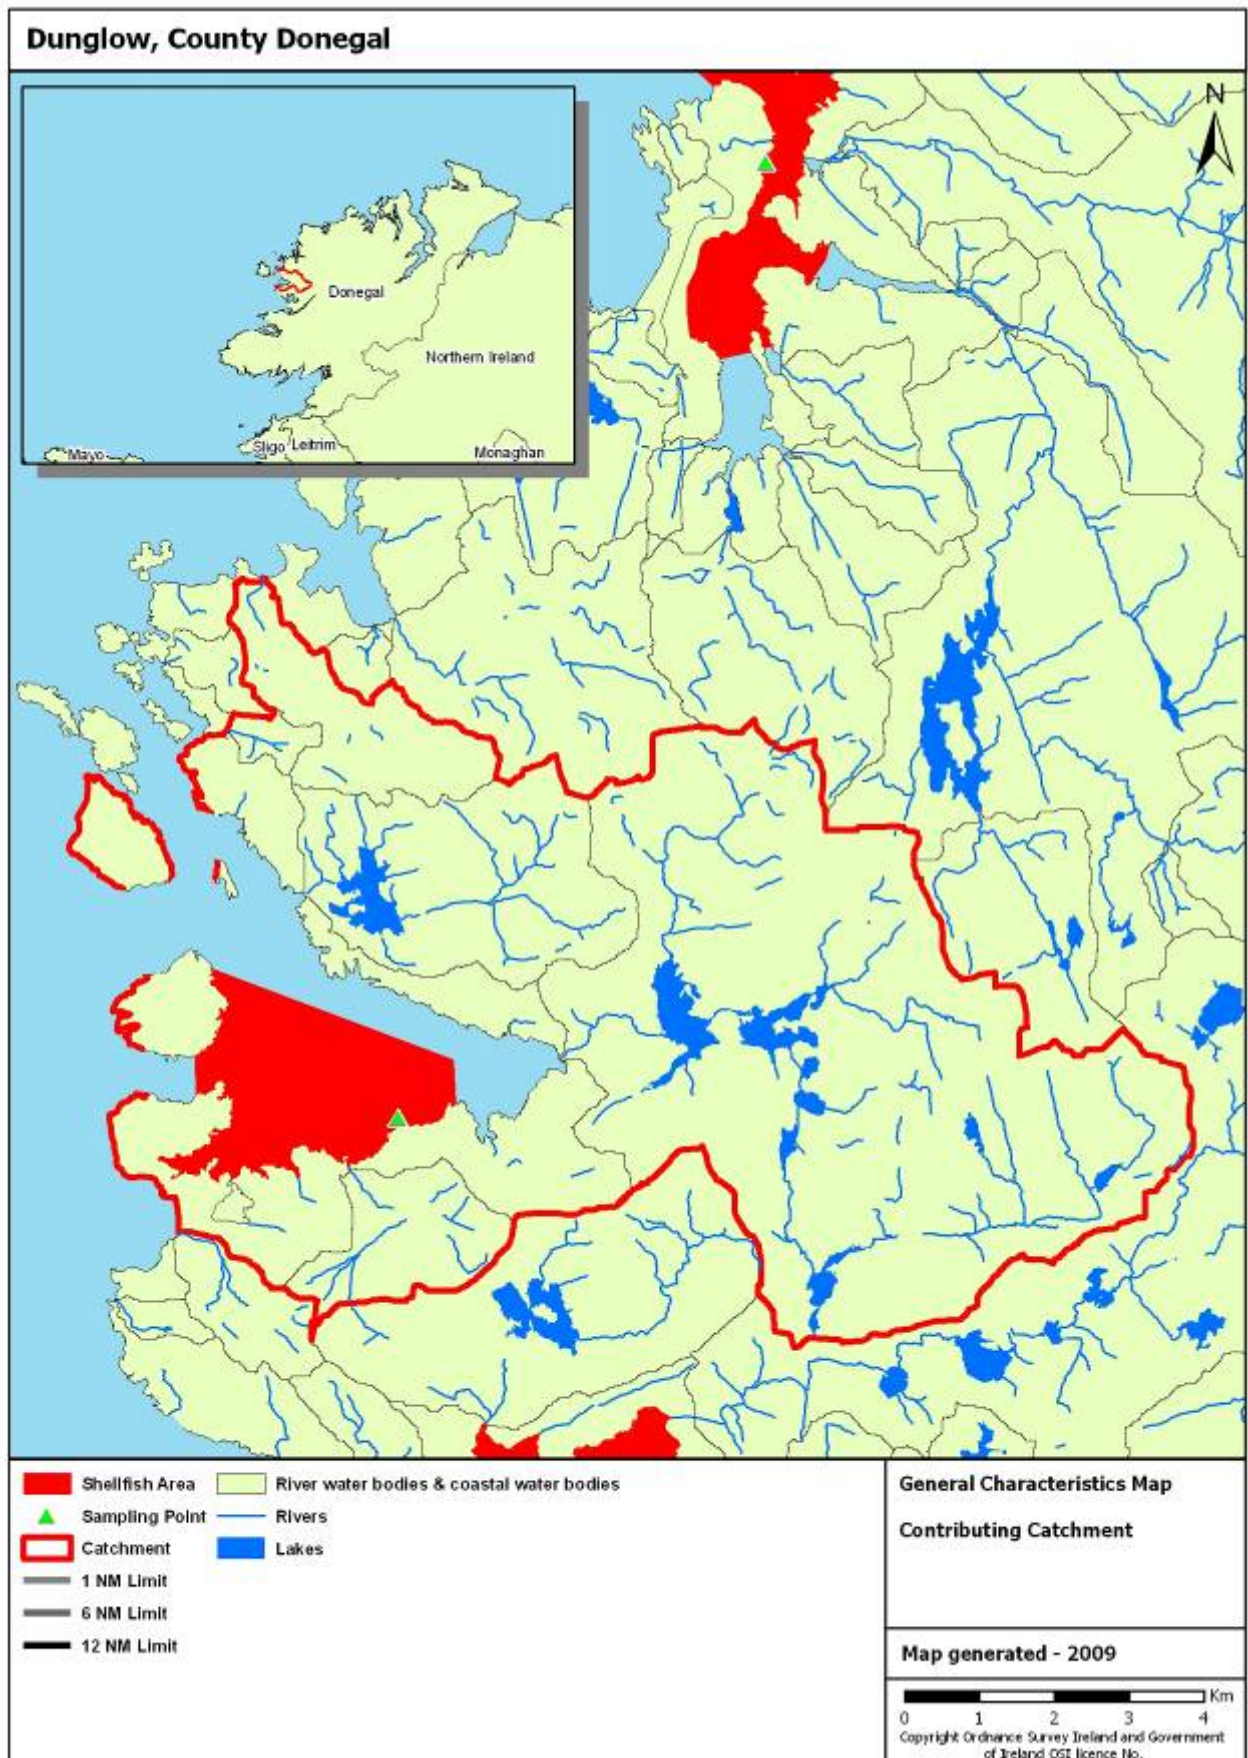 Dunglow, County Donegal
N
Donegal
Northern Ireland
Sligo Leitrim
Mayo
Monaghan
Shellfish Area
River water bodies & coastal water bodies
Sampling Point
Rivers
Catchment
Lakes
1 NM Limit
6 NM Limit
12 NM Limit
General Characteristics Map
Contributing Catchment
Map generated - 2009
Km
0 1 2 3 4
Copyright Ordnance Survey Ireland and Government
of Ireland OSI licence No.